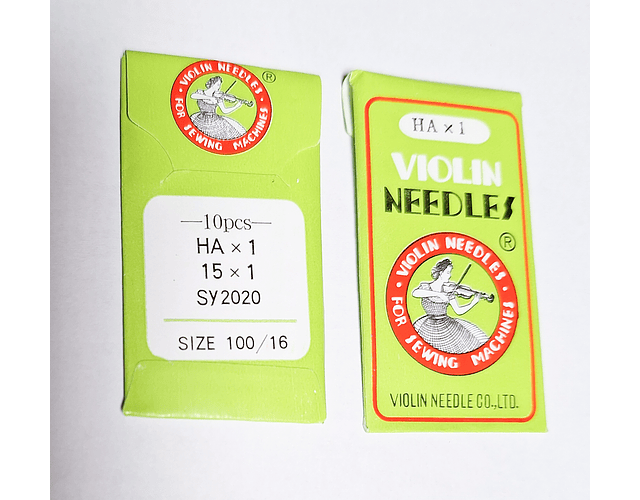 VIOLIN NEEDLES
®
FOR SEWING MACHINES
10pcs
HA × 1
15 × 1
SY2020
SIZE 100/16
HA × 1
VIOLIN
NEEDLES
®
VIOLIN NEEDLES
FOR SEWING MACHINES
VIOLIN NEEDLE CO.,LTD.